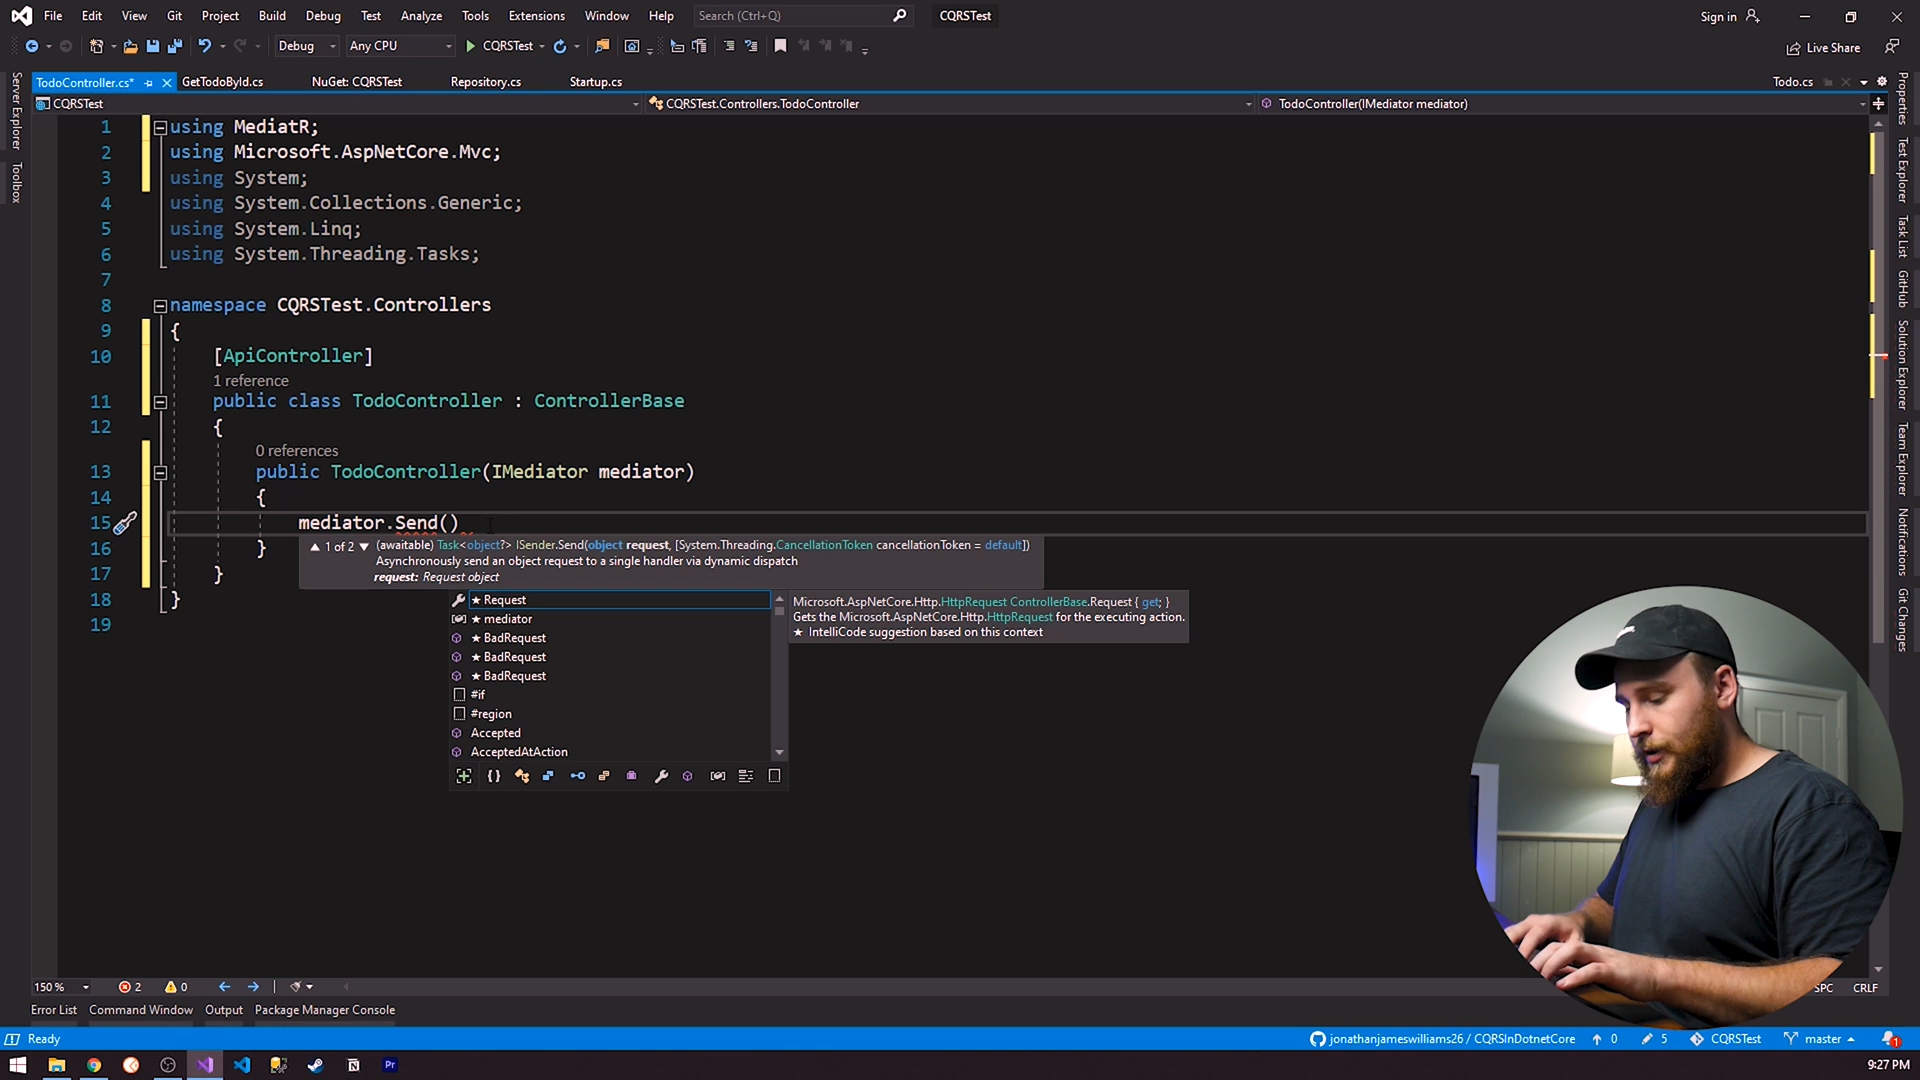 File Edit View Git Project Build Debug Test Analyze Tools Extensions Window Help Search (Ctrl+Q) CQRSTest Sign in
Debug Any CPU CQRSTest Live Share
TodoController.cs* GetTodoById.cs NuGet: CQRSTest Repository.cs Startup.cs Todo.cs
CQRSTest CQRSTest.Controllers.TodoController TodoController(IMediator mediator)
Server Explorer
Toolbox
1 using MediatR;
2 using Microsoft.AspNetCore.Mvc;
3 using System;
4 using System.Collections.Generic;
5 using System.Linq;
6 using System.Threading.Tasks;
7
8 namespace CQRSTest.Controllers
9 {
10 [ApiController]
1 reference
11 public class TodoController : ControllerBase
12 {
0 references
13 public TodoController(IMediator mediator)
14 {
15 mediator.Send()
16 }
17 }
18 }
19
1 of 2 (awaitable) Task<object?> ISender.Send(object request, [System.Threading.CancellationToken cancellationToken = default])
Asynchronously send an object request to a single handler via dynamic dispatch
request: Request object
★ Request
★ mediator
★ BadRequest
★ BadRequest
★ BadRequest
#if
#region
Accepted
AcceptedAtAction
Microsoft.AspNetCore.Http.HttpRequest ControllerBase.Request { get; }
Gets the Microsoft.AspNetCore.Http.HttpRequest for the executing action.
★ IntelliCode suggestion based on this context
Properties
Test Explorer
Task List
GitHub
Solution Explorer
Team Explorer
Notifications
Git Changes
150 % 2 0 SPC CRLF
Error List Command Window Output Package Manager Console
Ready jonathanjameswilliams26 / CQRSInDotnetCore 0 5 CQRSTest master 1
Pr 9:27 PM